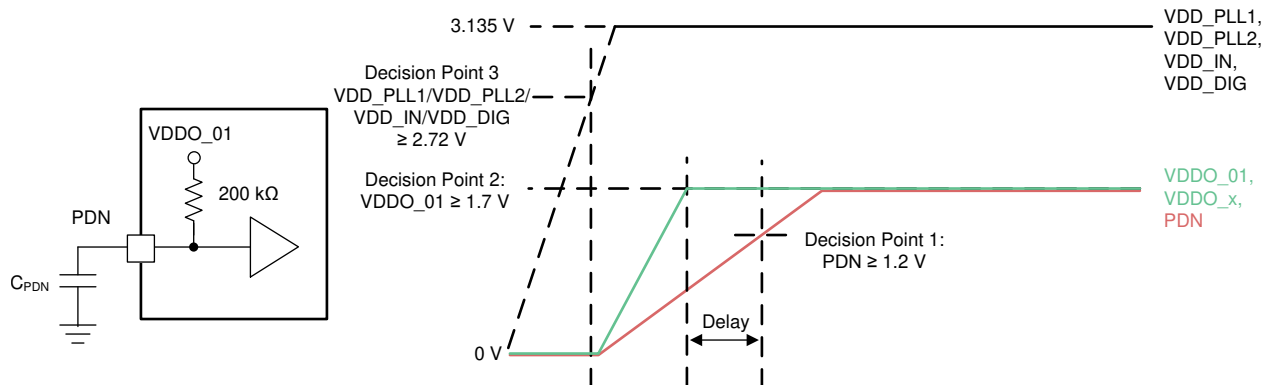 VDDO_01
200 kΩ
PDN
C_PDN
3.135 V
Decision Point 3
VDD_PLL1/VDD_PLL2/
VDD_IN/VDD_DIG
≥ 2.72 V
Decision Point 2:
VDDO_01 ≥ 1.7 V
0 V
Decision Point 1:
PDN ≥ 1.2 V
Delay
VDD_PLL1,
VDD_PLL2,
VDD_IN,
VDD_DIG
VDDO_01,
VDDO_x,
PDN